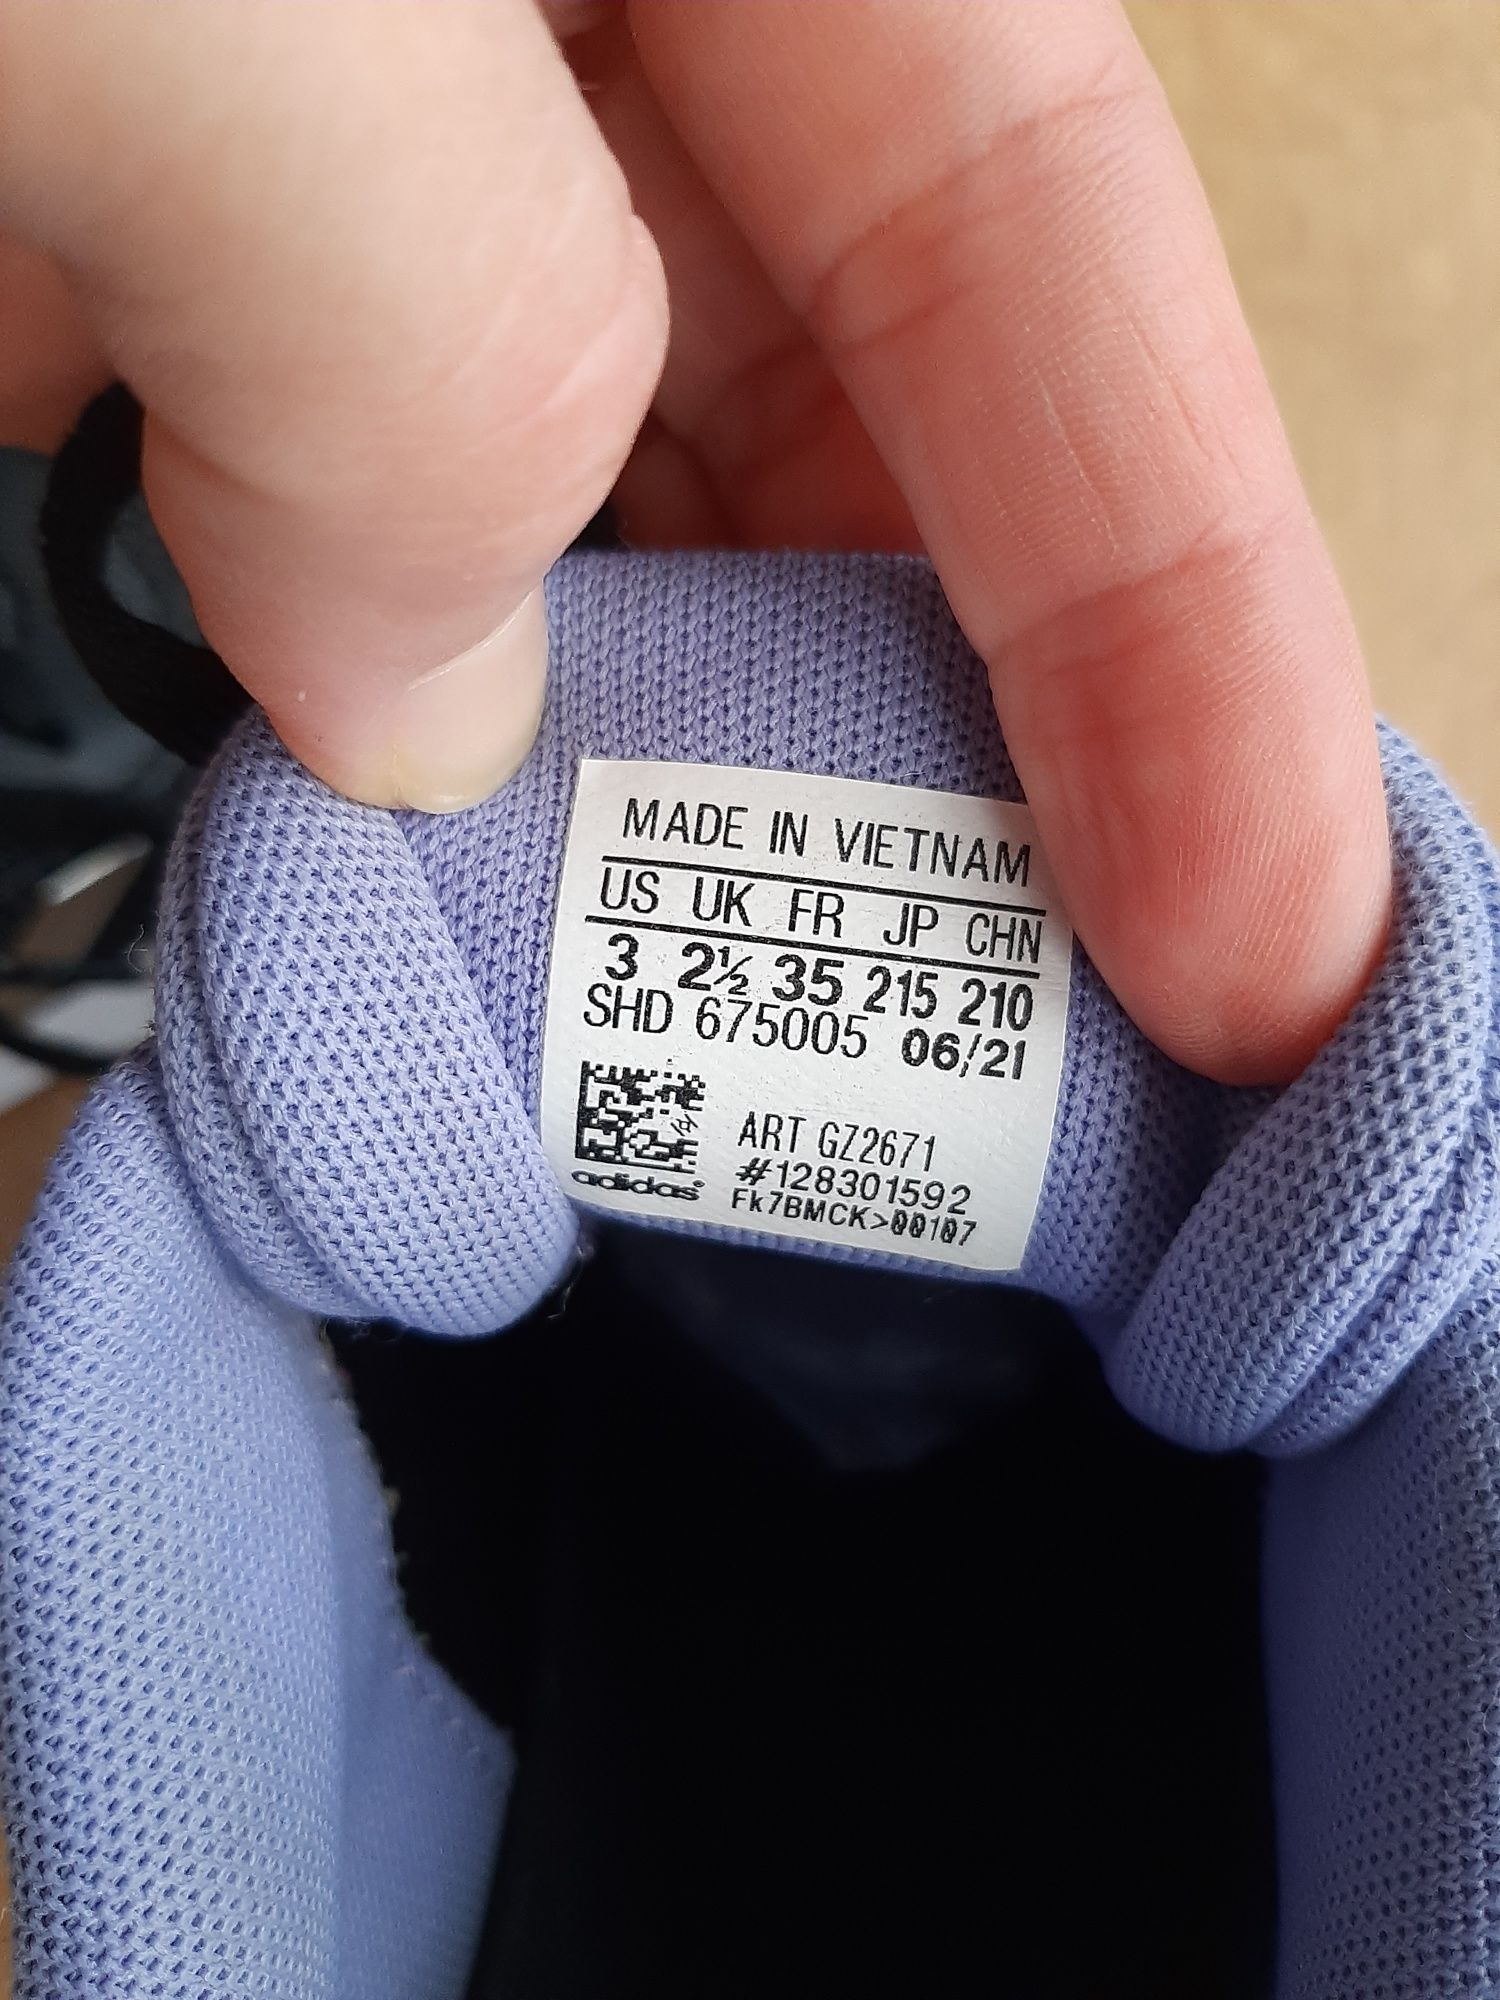 MADE IN VIETNAM
US UK FR JP CHN
3 2½ 35 215 210
SHD 675005 06/21
ART GZ2671
#128301592
Fk7BMCK>00107
adidas®